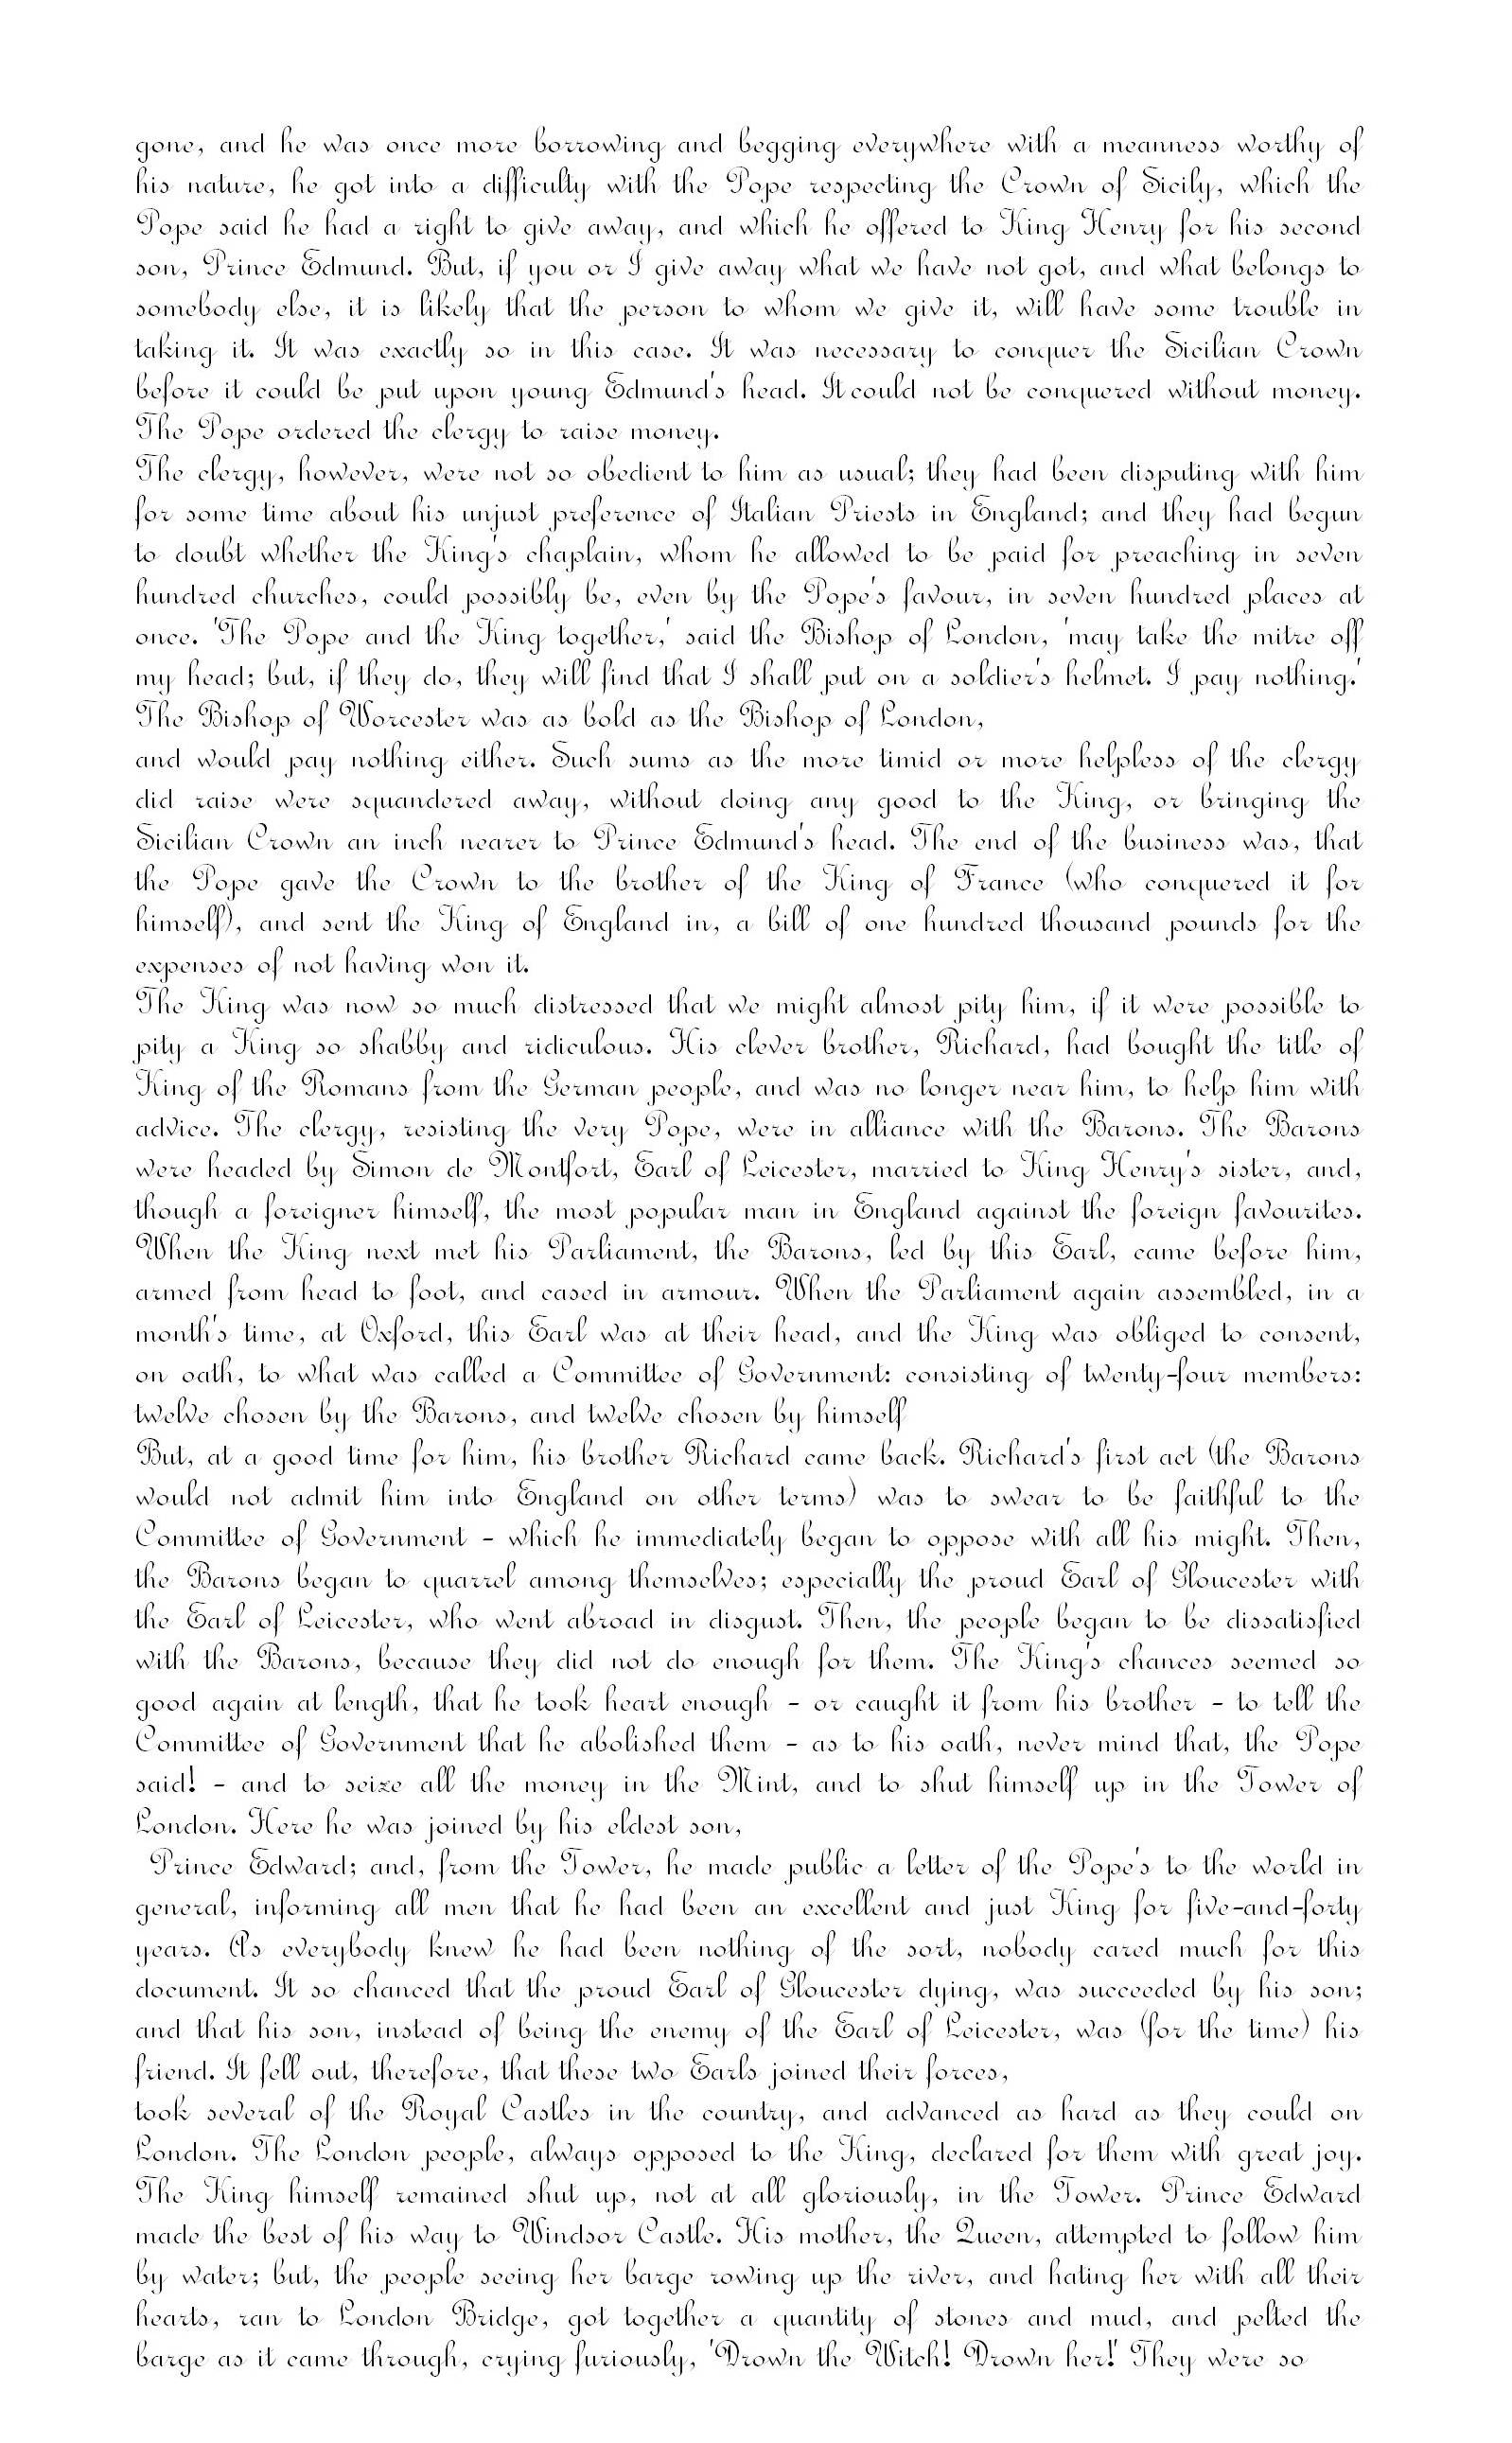 gone, and he was once more borrowing and begging everywhere with a meanness worthy of
his nature, he got into a difficulty with the Pope respecting the Crown of Sicily, which the
Pope said he had a right to give away, and which he offered to King Henry for his second
son, Prince Edmund. But, if you or I give away what we have not got, and what belongs to
somebody else, it is likely that the person to whom we give it, will have some trouble in
taking it. It was exactly so in this case. It was necessary to conquer the Sicilian Crown
before it could be put upon young Edmund's head. It could not be conquered without money.
The Pope ordered the clergy to raise money.
The clergy, however, were not so obedient to him as usual; they had been disputing with him
for some time about his unjust preference of Italian Priests in England; and they had begun
to doubt whether the King's chaplain, whom he allowed to be paid for preaching in seven
hundred churches, could possibly be, even by the Pope's favour, in seven hundred places at
once. 'The Pope and the King together,' said the Bishop of London, 'may take the mitre off
my head; but, if they do, they will find that I shall put on a soldier's helmet. I pay nothing.'
The Bishop of Worcester was as bold as the Bishop of London,
and would pay nothing either. Such sums as the more timid or more helpless of the clergy
did raise were squandered away, without doing any good to the King, or bringing the
Sicilian Crown an inch nearer to Prince Edmund's head. The end of the business was, that
the Pope gave the Crown to the brother of the King of France (who conquered it for
himself), and sent the King of England in, a bill of one hundred thousand pounds for the
expenses of not having won it.
The King was now so much distressed that we might almost pity him, if it were possible to
pity a King so shabby and ridiculous. His clever brother, Richard, had bought the title of
King of the Romans from the German people, and was no longer near him, to help him with
advice. The clergy, resisting the very Pope, were in alliance with the Barons. The Barons
were headed by Simon de Montfort, Earl of Leicester, married to King Henry's sister, and,
though a foreigner himself, the most popular man in England against the foreign favourites.
When the King next met his Parliament, the Barons, led by this Earl, came before him,
armed from head to foot, and cased in armour. When the Parliament again assembled, in a
month's time, at Oxford, this Earl was at their head, and the King was obliged to consent,
on oath, to what was called a Committee of Government: consisting of twenty-four members:
twelve chosen by the Barons, and twelve chosen by himself
But, at a good time for him, his brother Richard came back. Richard's first act (the Barons
would not admit him into England on other terms) was to swear to be faithful to the
Committee of Government - which he immediately began to oppose with all his might. Then,
the Barons began to quarrel among themselves; especially the proud Earl of Gloucester with
the Earl of Leicester, who went abroad in disgust. Then, the people began to be dissatisfied
with the Barons, because they did not do enough for them. The King's chances seemed so
good again at length, that he took heart enough - or caught it from his brother - to tell the
Committee of Government that he abolished them - as to his oath, never mind that, the Pope
said! - and to seize all the money in the Mint, and to shut himself up in the Tower of
London. Here he was joined by his eldest son,
Prince Edward; and, from the Tower, he made public a letter of the Pope's to the world in
general, informing all men that he had been an excellent and just King for five-and-forty
years. As everybody knew he had been nothing of the sort, nobody cared much for this
document. It so chanced that the proud Earl of Gloucester dying, was succeeded by his son;
and that his son, instead of being the enemy of the Earl of Leicester, was (for the time) his
friend. It fell out, therefore, that these two Earls joined their forces,
took several of the Royal Castles in the country, and advanced as hard as they could on
London. The London people, always opposed to the King, declared for them with great joy.
The King himself remained shut up, not at all gloriously, in the Tower. Prince Edward
made the best of his way to Windsor Castle. His mother, the Queen, attempted to follow him
by water; but, the people seeing her barge rowing up the river, and hating her with all their
hearts, ran to London Bridge, got together a quantity of stones and mud, and pelted the
barge as it came through, crying furiously, 'Drown the Witch! Drown her!' They were so